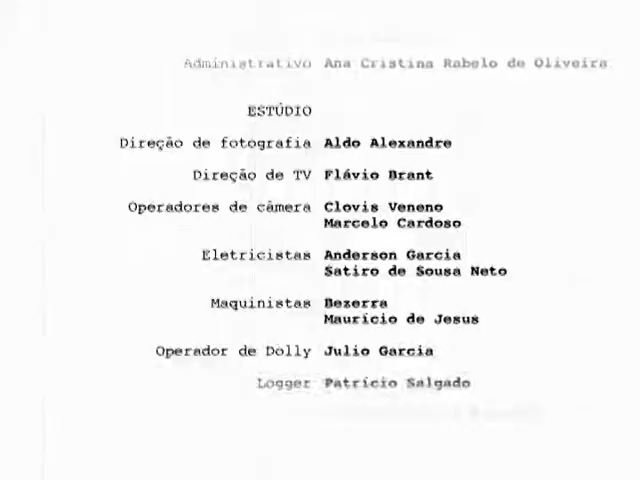 Administrativo Ana Cristina Rabelo de Oliveira
ESTÚDIO
Direção de fotografia Aldo Alexandre
Direção de TV Flávio Brant
Operadores de câmera Clovis Veneno
Marcelo Cardoso
Eletricistas Anderson Garcia
Satiro de Sousa Neto
Maquinistas Bezerra
Maurício de Jesus
Operador de Dolly Julio Garcia
Logger Patrício Salgado